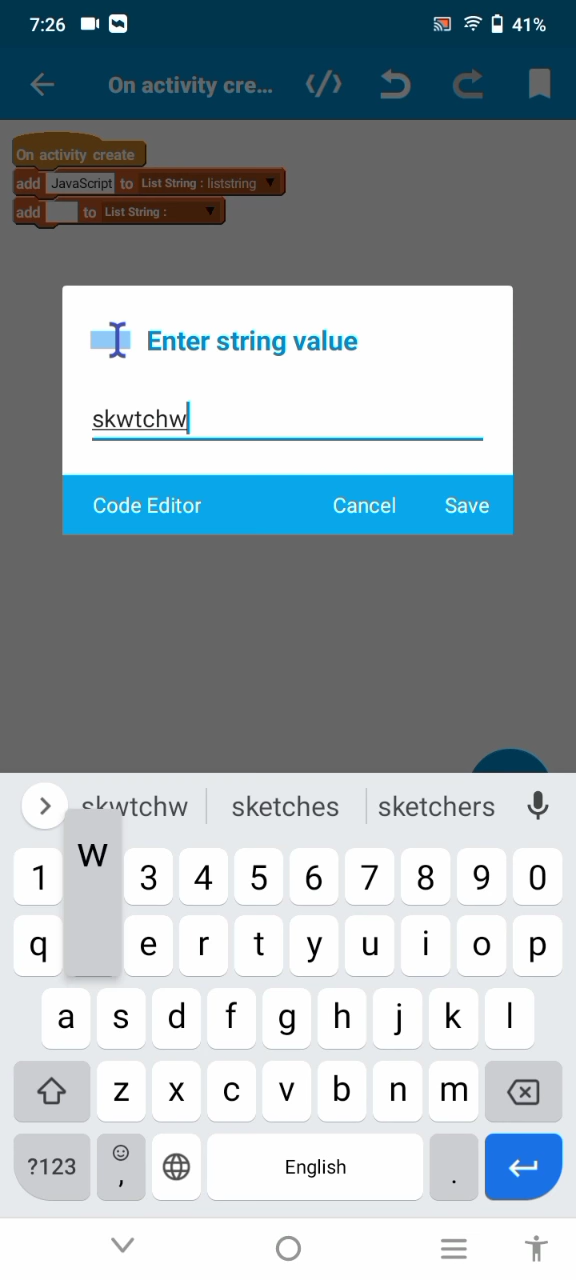 7:26 41%
On activity cre...
On activity create
add JavaScript to List String : liststring
add to List String :
Enter string value
skwtchw
Code Editor Cancel Save
skwtchw sketches sketchers
w
1 3 4 5 6 7 8 9 0
q e r t y u i o p
a s d f g h j k l
z x c v b n m
?123 , English .